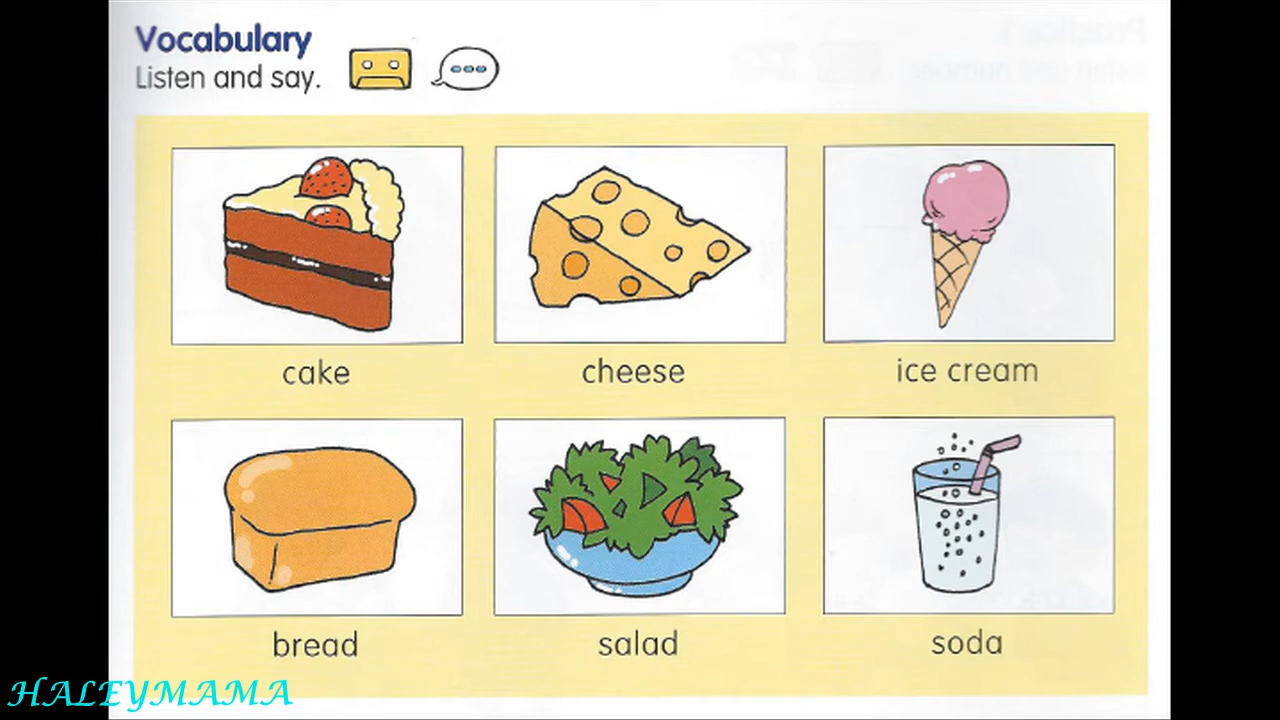 Vocabulary
Listen and say.
cake
cheese
ice cream
bread
salad
soda
HALEYMAMA